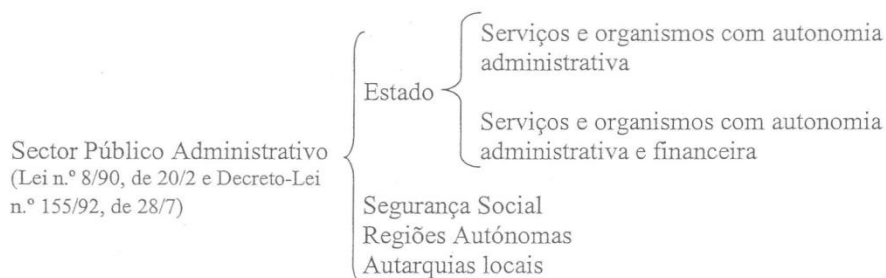 Sector Público Administrativo
(Lei n.º 8/90, de 20/2 e Decreto-Lei
n.º 155/92, de 28/7)
Estado
Serviços e organismos com autonomia
administrativa
Serviços e organismos com autonomia
administrativa e financeira
Segurança Social
Regiões Autónomas
Autarquias locais